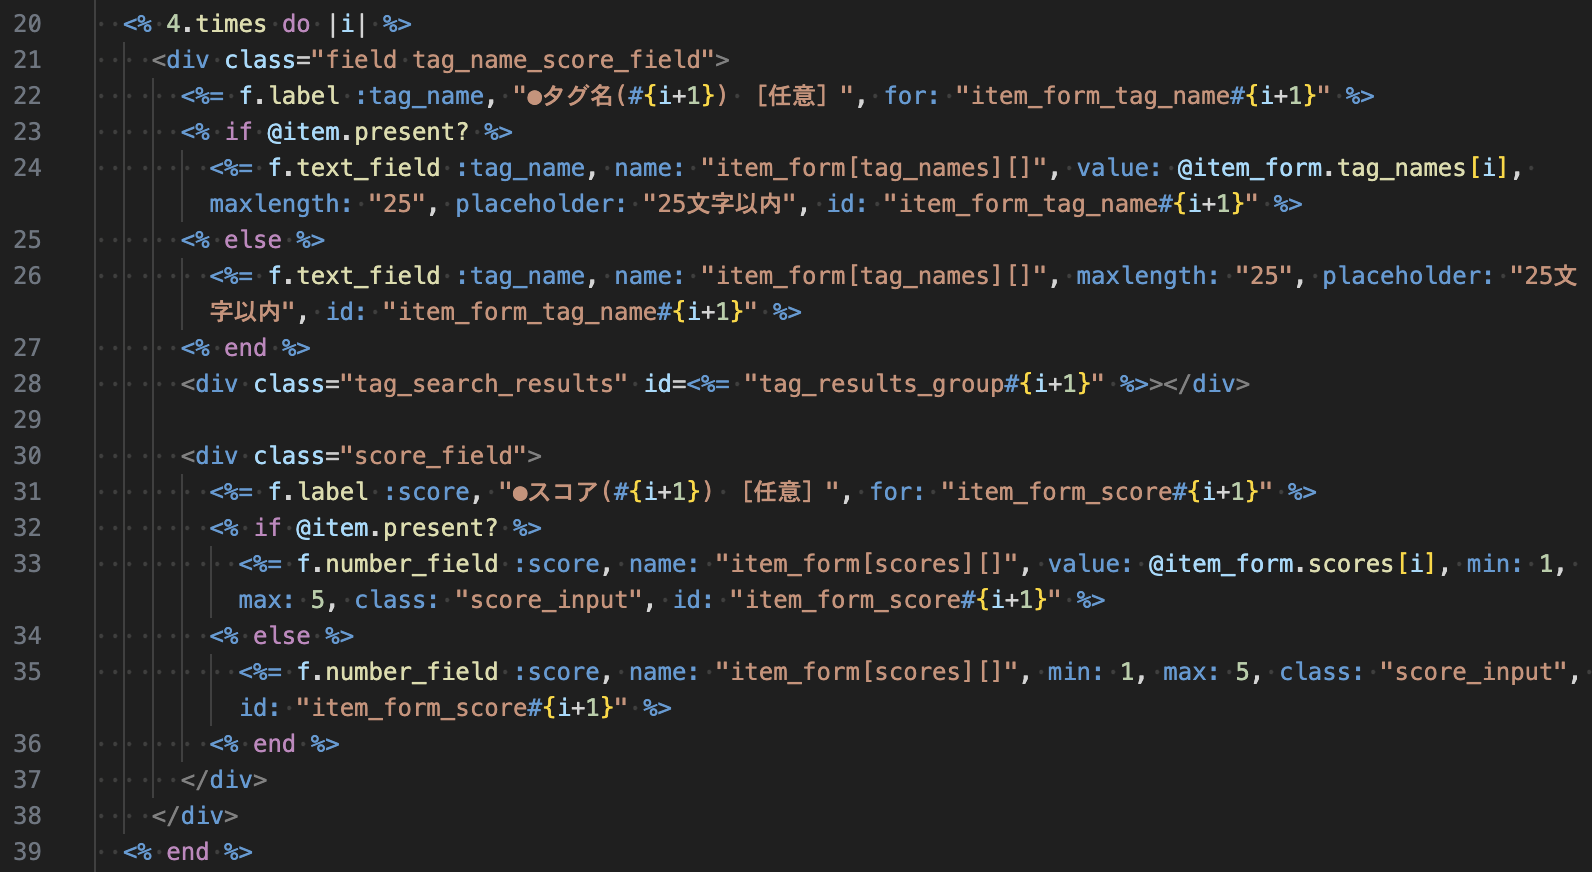 20 <% 4.times do |i| %>
21 <div class="field tag_name_score_field">
22 <%= f.label :tag_name, "●タグ名(#{i+1}) [任意]", for: "item_form_tag_name#{i+1}" %>
23 <% if @item.present? %>
24 <%= f.text_field :tag_name, name: "item_form[tag_names][]", value: @item_form.tag_names[i],
maxlength: "25", placeholder: "25文字以内", id: "item_form_tag_name#{i+1}" %>
25 <% else %>
26 <%= f.text_field :tag_name, name: "item_form[tag_names][]", maxlength: "25", placeholder: "25文
字以内", id: "item_form_tag_name#{i+1}" %>
27 <% end %>
28 <div class="tag_search_results" id=<%= "tag_results_group#{i+1}" %>></div>
29
30 <div class="score_field">
31 <%= f.label :score, "●スコア(#{i+1}) [任意]", for: "item_form_score#{i+1}" %>
32 <% if @item.present? %>
33 <%= f.number_field :score, name: "item_form[scores][]", value: @item_form.scores[i], min: 1,
max: 5, class: "score_input", id: "item_form_score#{i+1}" %>
34 <% else %>
35 <%= f.number_field :score, name: "item_form[scores][]", min: 1, max: 5, class: "score_input",
id: "item_form_score#{i+1}" %>
36 <% end %>
37 </div>
38 </div>
39 <% end %>